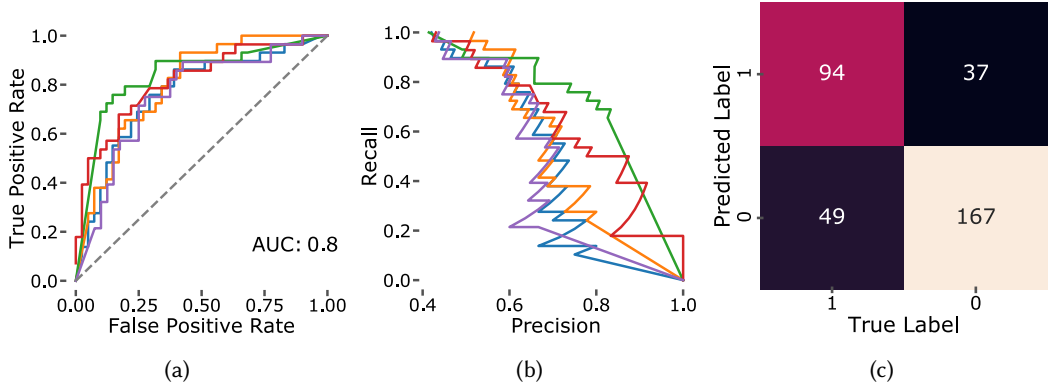 1.0
0.8
0.6
0.4
0.2
0.0
True Positive Rate
AUC: 0.8
0.00 0.25 0.50 0.75 1.00
False Positive Rate
(a)
1.0
0.8
0.6
0.4
0.2
0.0
Recall
0.4 0.6 0.8 1.0
Precision
(b)
Predicted Label
1
0
94 37
49 167
1 0
True Label
(c)